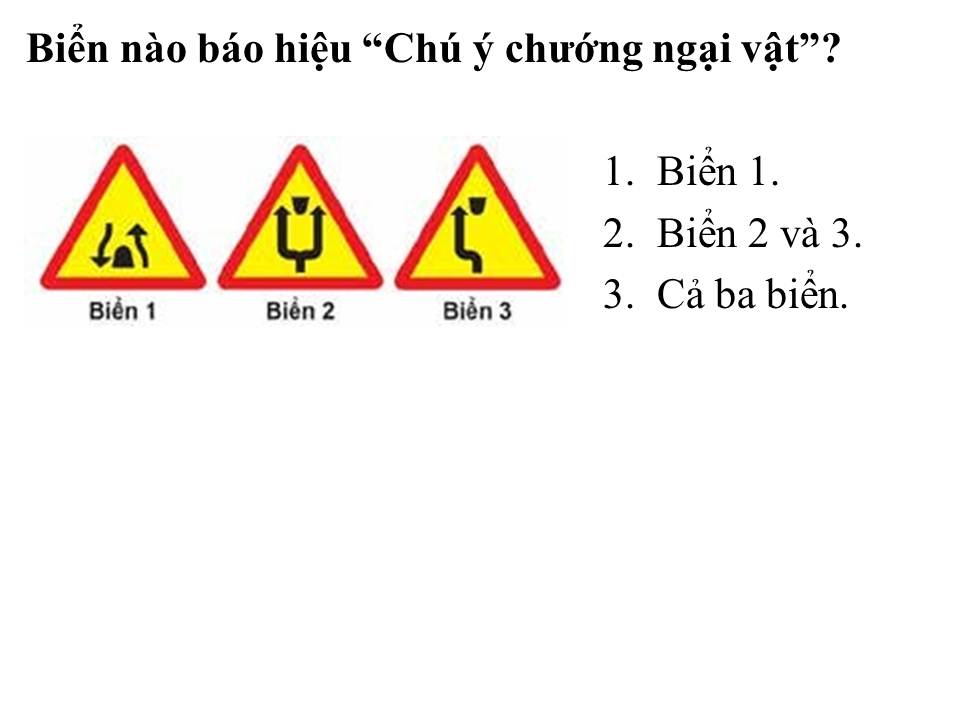 Biển nào báo hiệu “Chú ý chướng ngại vật”?
1. Biển 1.
2. Biển 2 và 3.
3. Cả ba biển.
Biển 1 Biển 2 Biển 3